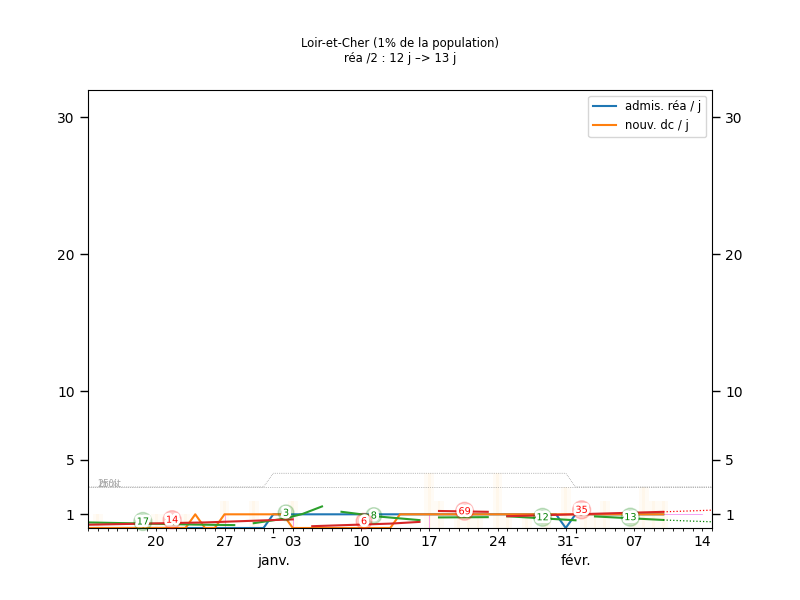 Loir-et-Cher (1% de la population)
réa /2 : 12 j –> 13 j
admis. réa / j
nouv. dc / j
30 30
20 20
10 10
5 5
1 1
17 14 3 6 8 69 12 35 13
20 27 - 03 10 17 24 31 - 07 14
janv. févr.